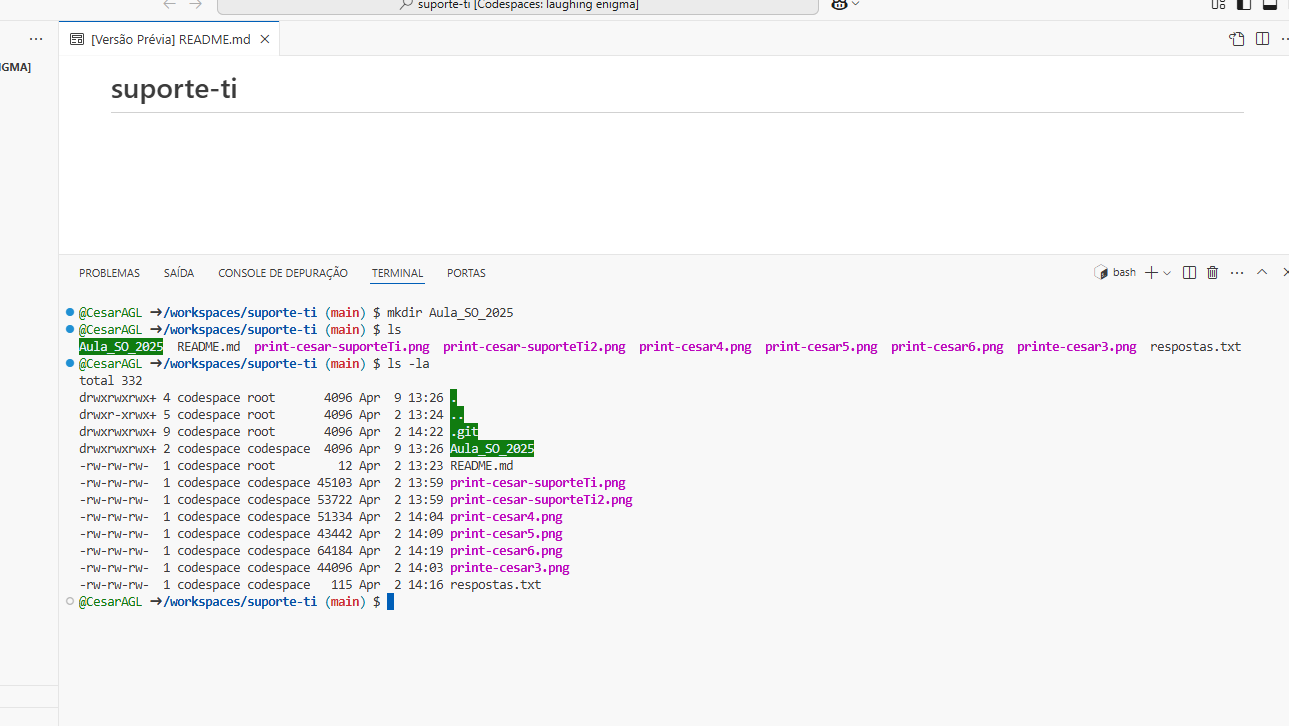 suporte-ti [Codespaces: laughing enigma]
[Versão Prévia] README.md
IGMA]
suporte-ti
PROBLEMAS SAÍDA CONSOLE DE DEPURAÇÃO TERMINAL PORTAS bash
@CesarAGL ➜/workspaces/suporte-ti (main) $ mkdir Aula_SO_2025
@CesarAGL ➜/workspaces/suporte-ti (main) $ ls
Aula_SO_2025 README.md print-cesar-suporteTi.png print-cesar-suporteTi2.png print-cesar4.png print-cesar5.png print-cesar6.png printe-cesar3.png respostas.txt
@CesarAGL ➜/workspaces/suporte-ti (main) $ ls -la
total 332
drwxrwxrwx+ 4 codespace root 4096 Apr 9 13:26 .
drwxr-xrwx+ 5 codespace root 4096 Apr 2 13:24 ..
drwxrwxrwx+ 9 codespace root 4096 Apr 2 14:22 .git
drwxrwxrwx+ 2 codespace codespace 4096 Apr 9 13:26 Aula_SO_2025
-rw-rw-rw- 1 codespace root 12 Apr 2 13:23 README.md
-rw-rw-rw- 1 codespace codespace 45103 Apr 2 13:59 print-cesar-suporteTi.png
-rw-rw-rw- 1 codespace codespace 53722 Apr 2 13:59 print-cesar-suporteTi2.png
-rw-rw-rw- 1 codespace codespace 51334 Apr 2 14:04 print-cesar4.png
-rw-rw-rw- 1 codespace codespace 43442 Apr 2 14:09 print-cesar5.png
-rw-rw-rw- 1 codespace codespace 64184 Apr 2 14:19 print-cesar6.png
-rw-rw-rw- 1 codespace codespace 44096 Apr 2 14:03 printe-cesar3.png
-rw-rw-rw- 1 codespace codespace 115 Apr 2 14:16 respostas.txt
@CesarAGL ➜/workspaces/suporte-ti (main) $